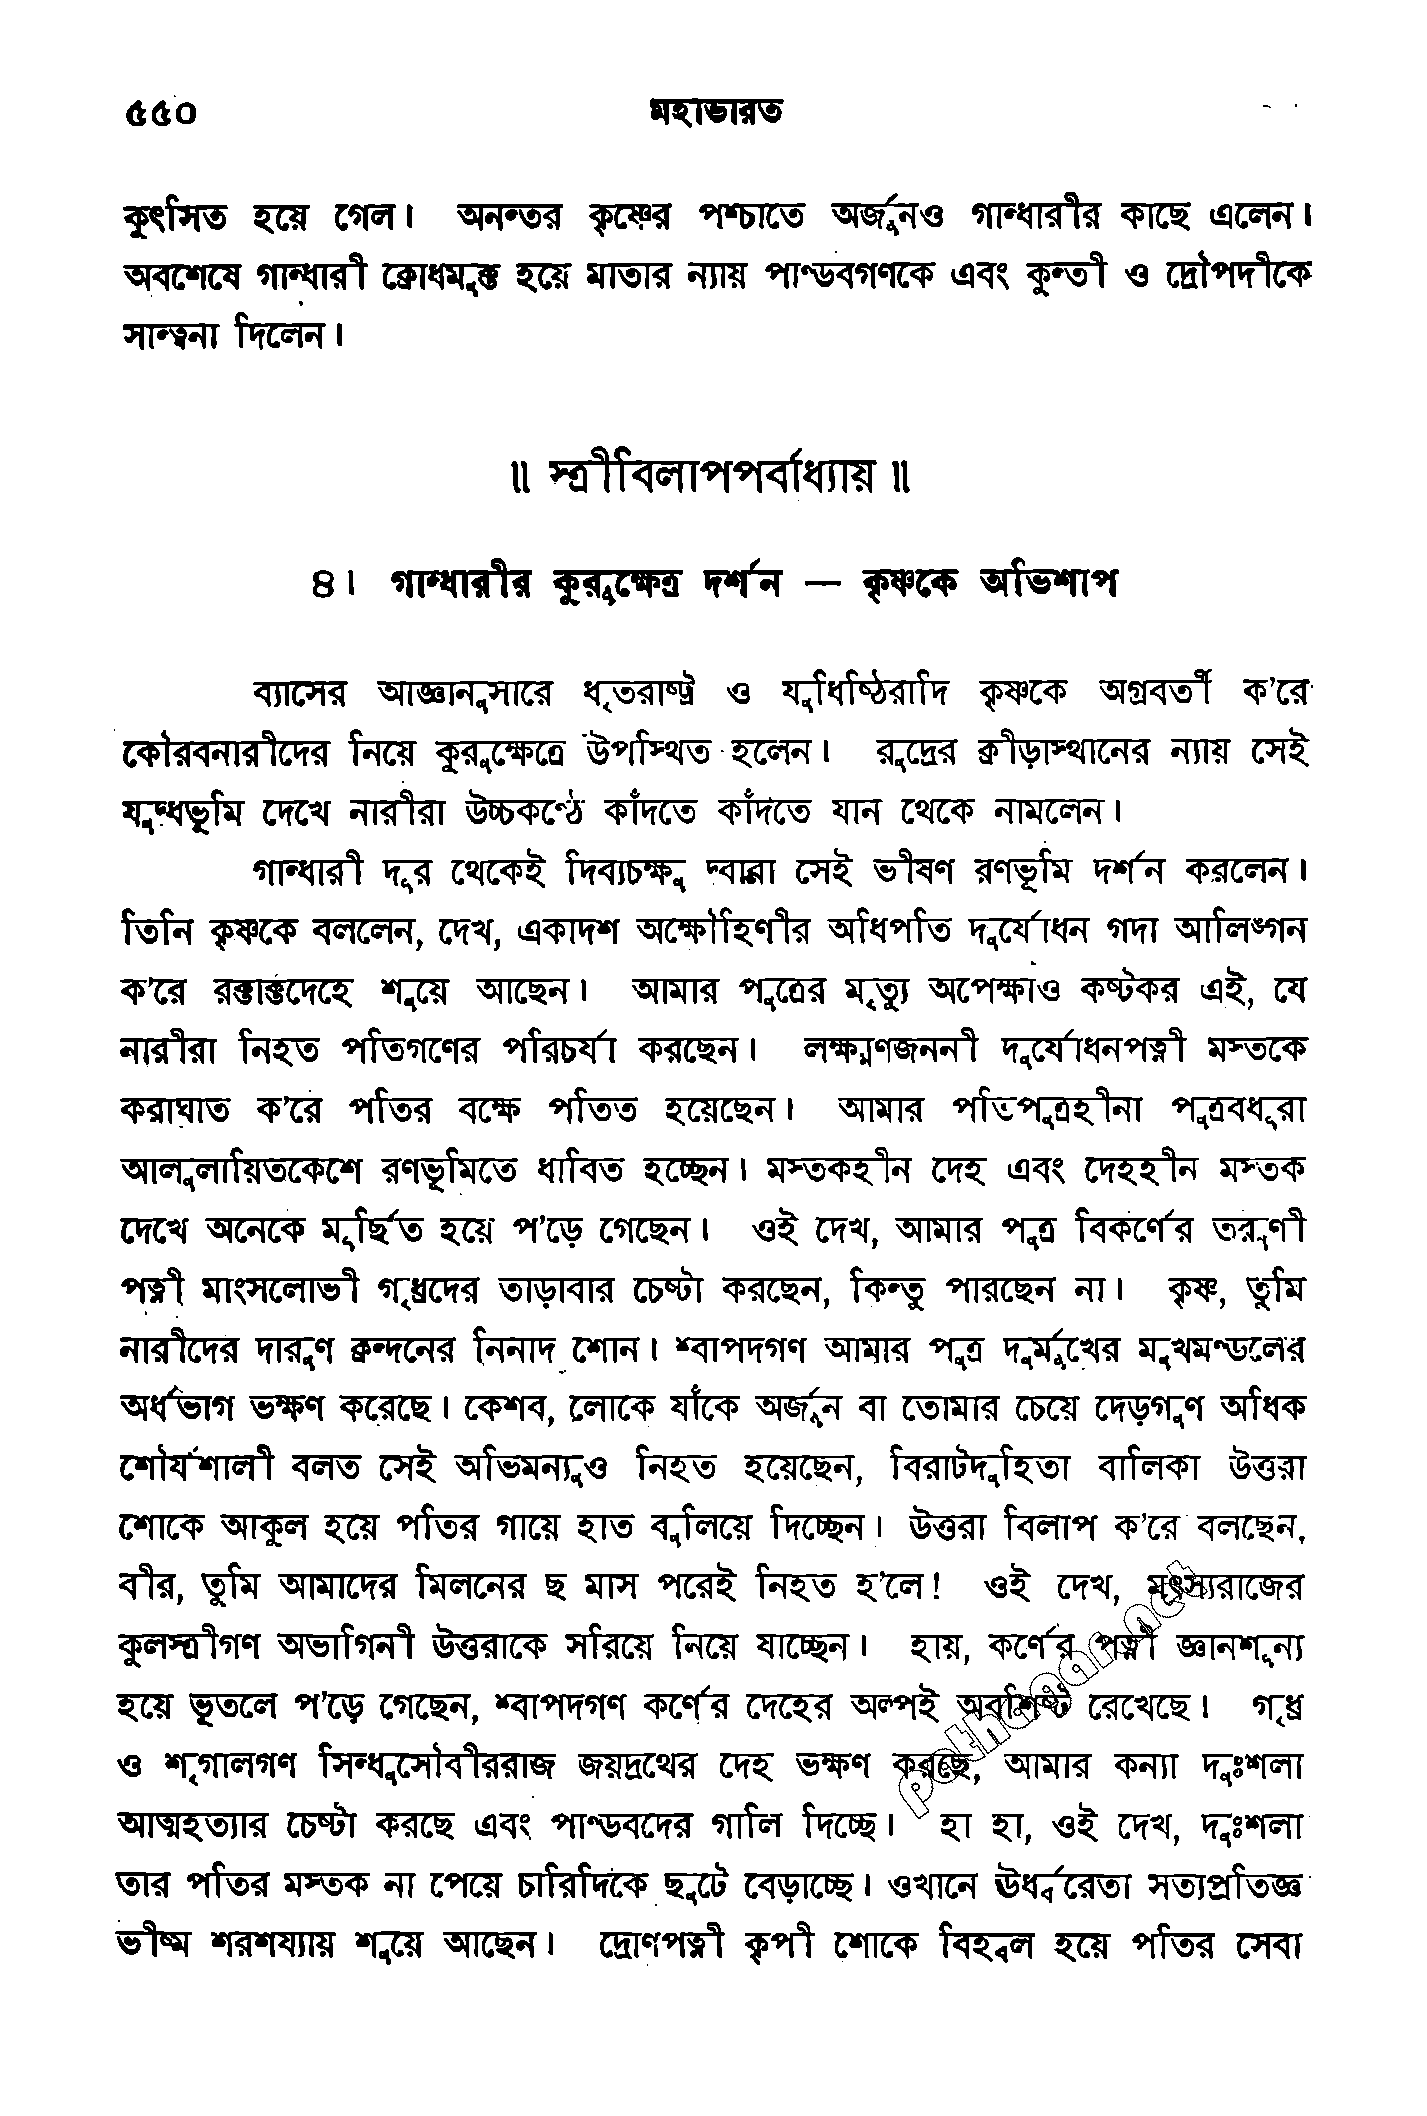 ৫৫০ মহাভারত
কুৎসিত হয়ে গেল। অনন্তর কৃষ্ণের পশ্চাতে অর্জুনও গান্ধারীর কাছে এলেন।
অবশেষে গান্ধারী ক্রোধমুক্ত হয়ে মাতার ন্যায় পাণ্ডবগণকে এবং কুন্তী ও দ্রৌপদীকে
সান্ত্বনা দিলেন।
॥ স্ত্রীবিলাপপর্বাধ্যায় ॥
৪। গান্ধারীর কুরুক্ষেত্র দর্শন — কৃষ্ণকে অভিশাপ
ব্যাসের আজ্ঞানুসারে ধৃতরাষ্ট্র ও যুধিষ্ঠিরাদি কৃষ্ণকে অগ্রবর্তী ক'রে
কৌরবনারীদের নিয়ে কুরুক্ষেত্রে উপস্থিত হলেন। রুদ্রের ক্রীড়াস্থানের ন্যায় সেই
যুদ্ধভূমি দেখে নারীরা উচ্চকণ্ঠে কাঁদতে কাঁদতে যান থেকে নামলেন।
গান্ধারী দূর থেকেই দিব্যচক্ষু দ্বারা সেই ভীষণ রণভূমি দর্শন করলেন।
তিনি কৃষ্ণকে বললেন, দেখ, একাদশ অক্ষৌহিণীর অধিপতি দুর্যোধন গদা আলিঙ্গন
ক'রে রক্তাক্তদেহে শুয়ে আছেন। আমার পুত্রের মৃত্যু অপেক্ষাও কষ্টকর এই, যে
নারীরা নিহত পতিগণের পরিচর্যা করছেন। লক্ষ্মণজননী দুর্যোধনপত্নী মস্তকে
করাঘাত ক'রে পতির বক্ষে পতিত হয়েছেন। আমার পতিপুত্রহীনা পুত্রবধূরা
আলুলায়িতকেশে রণভূমিতে ধাবিত হচ্ছেন। মস্তকহীন দেহ এবং দেহহীন মস্তক
দেখে অনেকে মূর্ছিত হয়ে প'ড়ে গেছেন। ওই দেখ, আমার পুত্র বিকর্ণের তরুণী
পত্নী মাংসলোভী গৃধ্রদের তাড়াবার চেষ্টা করছেন, কিন্তু পারছেন না। কৃষ্ণ, তুমি
নারীদের দারুণ ক্রন্দনের নিনাদ শোন। শ্বাপদগণ আমার পুত্র দুর্মুখের মুখমণ্ডলের
অর্ধভাগ ভক্ষণ করেছে। কেশব, লোকে যাঁকে অর্জুন বা তোমার চেয়ে দেড়গুণ অধিক
শৌর্যশালী বলত সেই অভিমন্যুও নিহত হয়েছেন, বিরাটদুহিতা বালিকা উত্তরা
শোকে আকুল হয়ে পতির গায়ে হাত বুলিয়ে দিচ্ছেন। উত্তরা বিলাপ ক'রে বলছেন,
বীর, তুমি আমাদের মিলনের ছ মাস পরেই নিহত হ'লে! ওই দেখ, মৎস্যরাজের
কুলস্ত্রীগণ অভাগিনী উত্তরাকে সরিয়ে নিয়ে যাচ্ছেন। হায়, কর্ণের পত্নী জ্ঞানশূন্য
হয়ে ভূতলে প'ড়ে গেছেন, শ্বাপদগণ কর্ণের দেহের অল্পই অবশিষ্ট রেখেছে। গৃধ্র
ও শৃগালগণ সিন্ধুসৌবীররাজ জয়দ্রথের দেহ ভক্ষণ করছে, আমার কন্যা দুঃশলা
আত্মহত্যার চেষ্টা করছে এবং পাণ্ডবদের গালি দিচ্ছে। হা হা, ওই দেখ, দুঃশলা
তার পতির মস্তক না পেয়ে চারিদিকে ছুটে বেড়াচ্ছে। ওখানে ঊর্ধ্বরেতা সত্যপ্রতিজ্ঞ
ভীষ্ম শরশয্যায় শুয়ে আছেন। দ্রোণপত্নী কৃপী শোকে বিহ্বল হয়ে পতির সেবা
pathagar.net